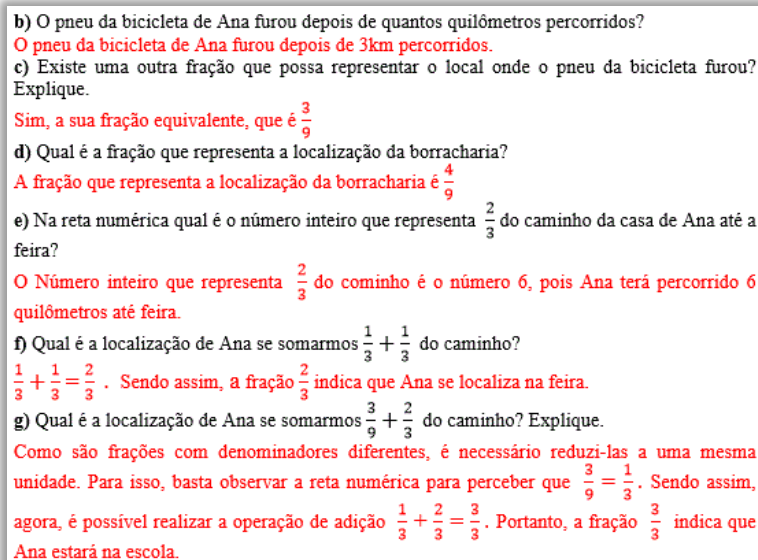 b) O pneu da bicicleta de Ana furou depois de quantos quilômetros percorridos?
O pneu da bicicleta de Ana furou depois de 3km percorridos.
c) Existe uma outra fração que possa representar o local onde o pneu da bicicleta furou?
Explique.
Sim, a sua fração equivalente, que é 3/9
d) Qual é a fração que representa a localização da borracharia?
A fração que representa a localização da borracharia é 4/9
e) Na reta numérica qual é o número inteiro que representa 2/3 do caminho da casa de Ana até a
feira?
O Número inteiro que representa 2/3 do cominho é o número 6, pois Ana terá percorrido 6
quilômetros até feira.
f) Qual é a localização de Ana se somarmos 1/3 + 1/3 do caminho?
1/3 + 1/3 = 2/3 . Sendo assim, a fração 2/3 indica que Ana se localiza na feira.
g) Qual é a localização de Ana se somarmos 3/9 + 2/3 do caminho? Explique.
Como são frações com denominadores diferentes, é necessário reduzi-las a uma mesma
unidade. Para isso, basta observar a reta numérica para perceber que 3/9 = 1/3 . Sendo assim,
agora, é possível realizar a operação de adição 1/3 + 2/3 = 3/3 . Portanto, a fração 3/3 indica que
Ana estará na escola.